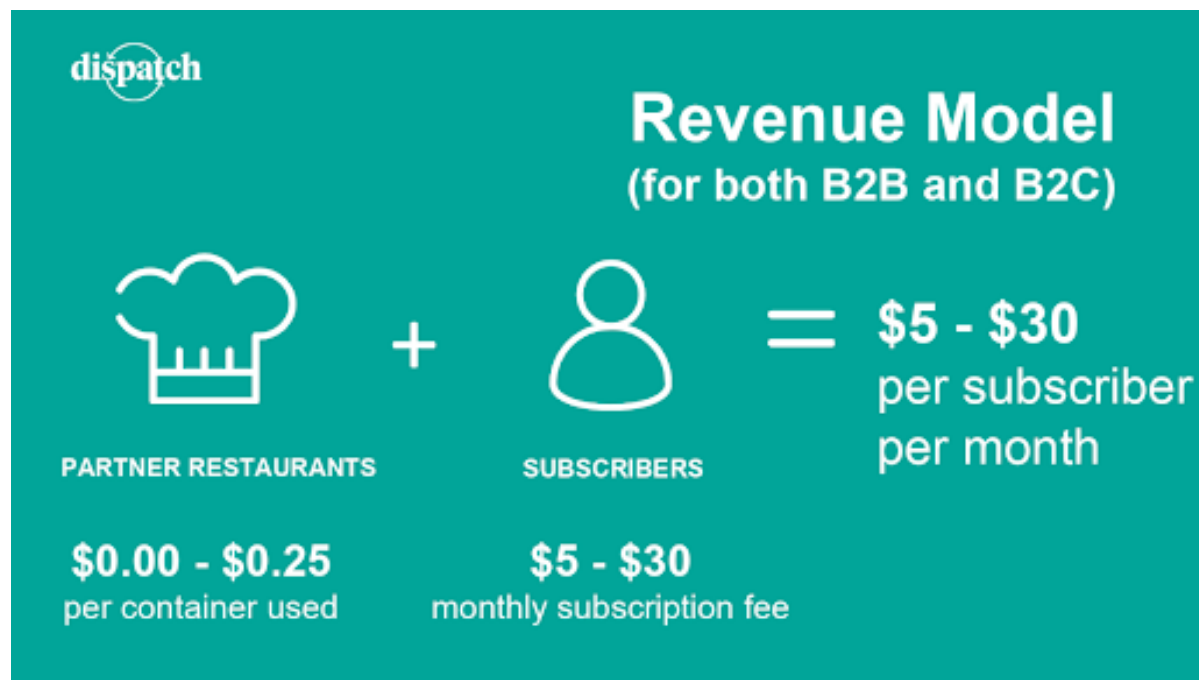 dišpaţch
Revenue Model
(for both B2B and B2C)
+
=
$5 - $30
per subscriber
per month
PARTNER RESTAURANTS
SUBSCRIBERS
$0.00 - $0.25
per container used
$5 - $30
monthly subscription fee